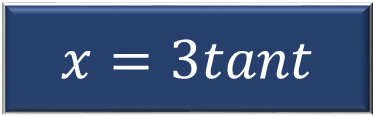 x = 3tant